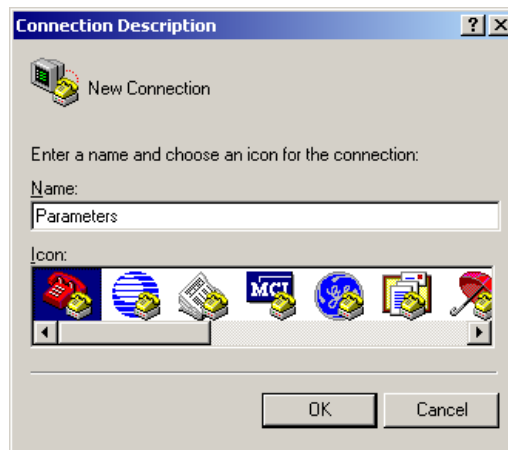 Connection Description
New Connection
Enter a name and choose an icon for the connection:
Name:
Parameters
Icon:
MCI
OK Cancel